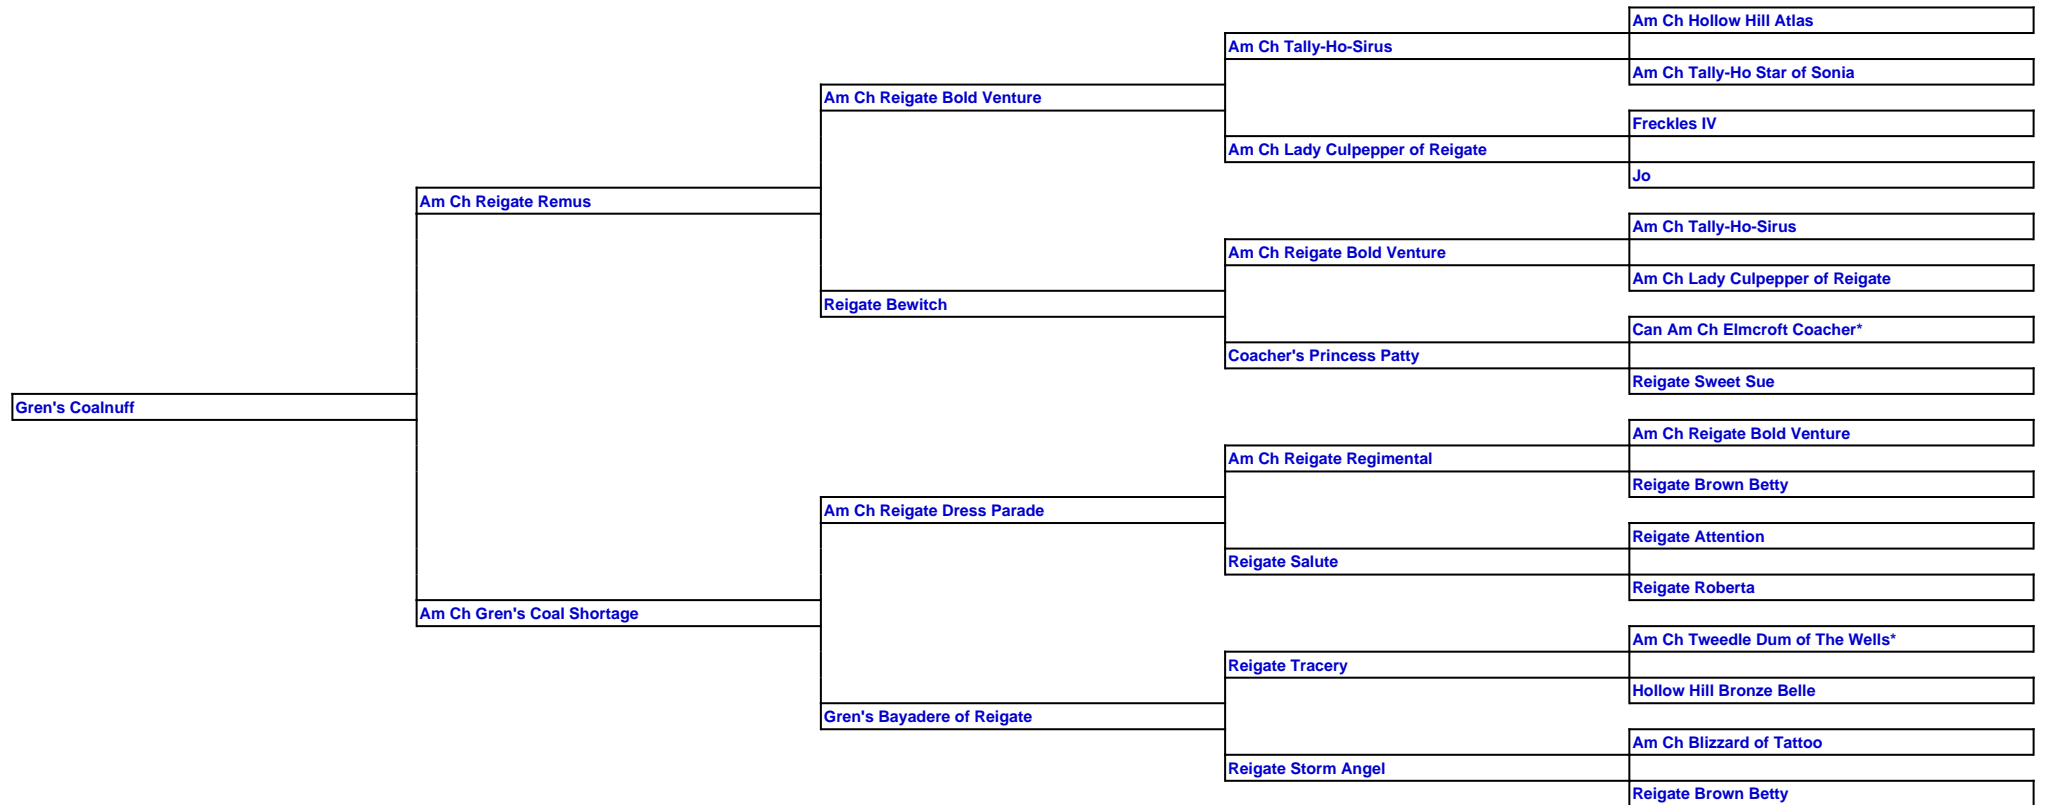 Am Ch Hollow Hill Atlas
Am Ch Tally-Ho-Sirus
Am Ch Tally-Ho Star of Sonia
Am Ch Reigate Bold Venture
Freckles IV
Am Ch Lady Culpepper of Reigate
Jo
Am Ch Reigate Remus
Am Ch Tally-Ho-Sirus
Am Ch Reigate Bold Venture
Am Ch Lady Culpepper of Reigate
Reigate Bewitch
Can Am Ch Elmcroft Coacher*
Coacher's Princess Patty
Reigate Sweet Sue
Gren's Coalnuff
Am Ch Reigate Bold Venture
Am Ch Reigate Regimental
Reigate Brown Betty
Am Ch Reigate Dress Parade
Reigate Attention
Reigate Salute
Reigate Roberta
Am Ch Gren's Coal Shortage
Am Ch Tweedle Dum of The Wells*
Reigate Tracery
Hollow Hill Bronze Belle
Gren's Bayadere of Reigate
Am Ch Blizzard of Tattoo
Reigate Storm Angel
Reigate Brown Betty